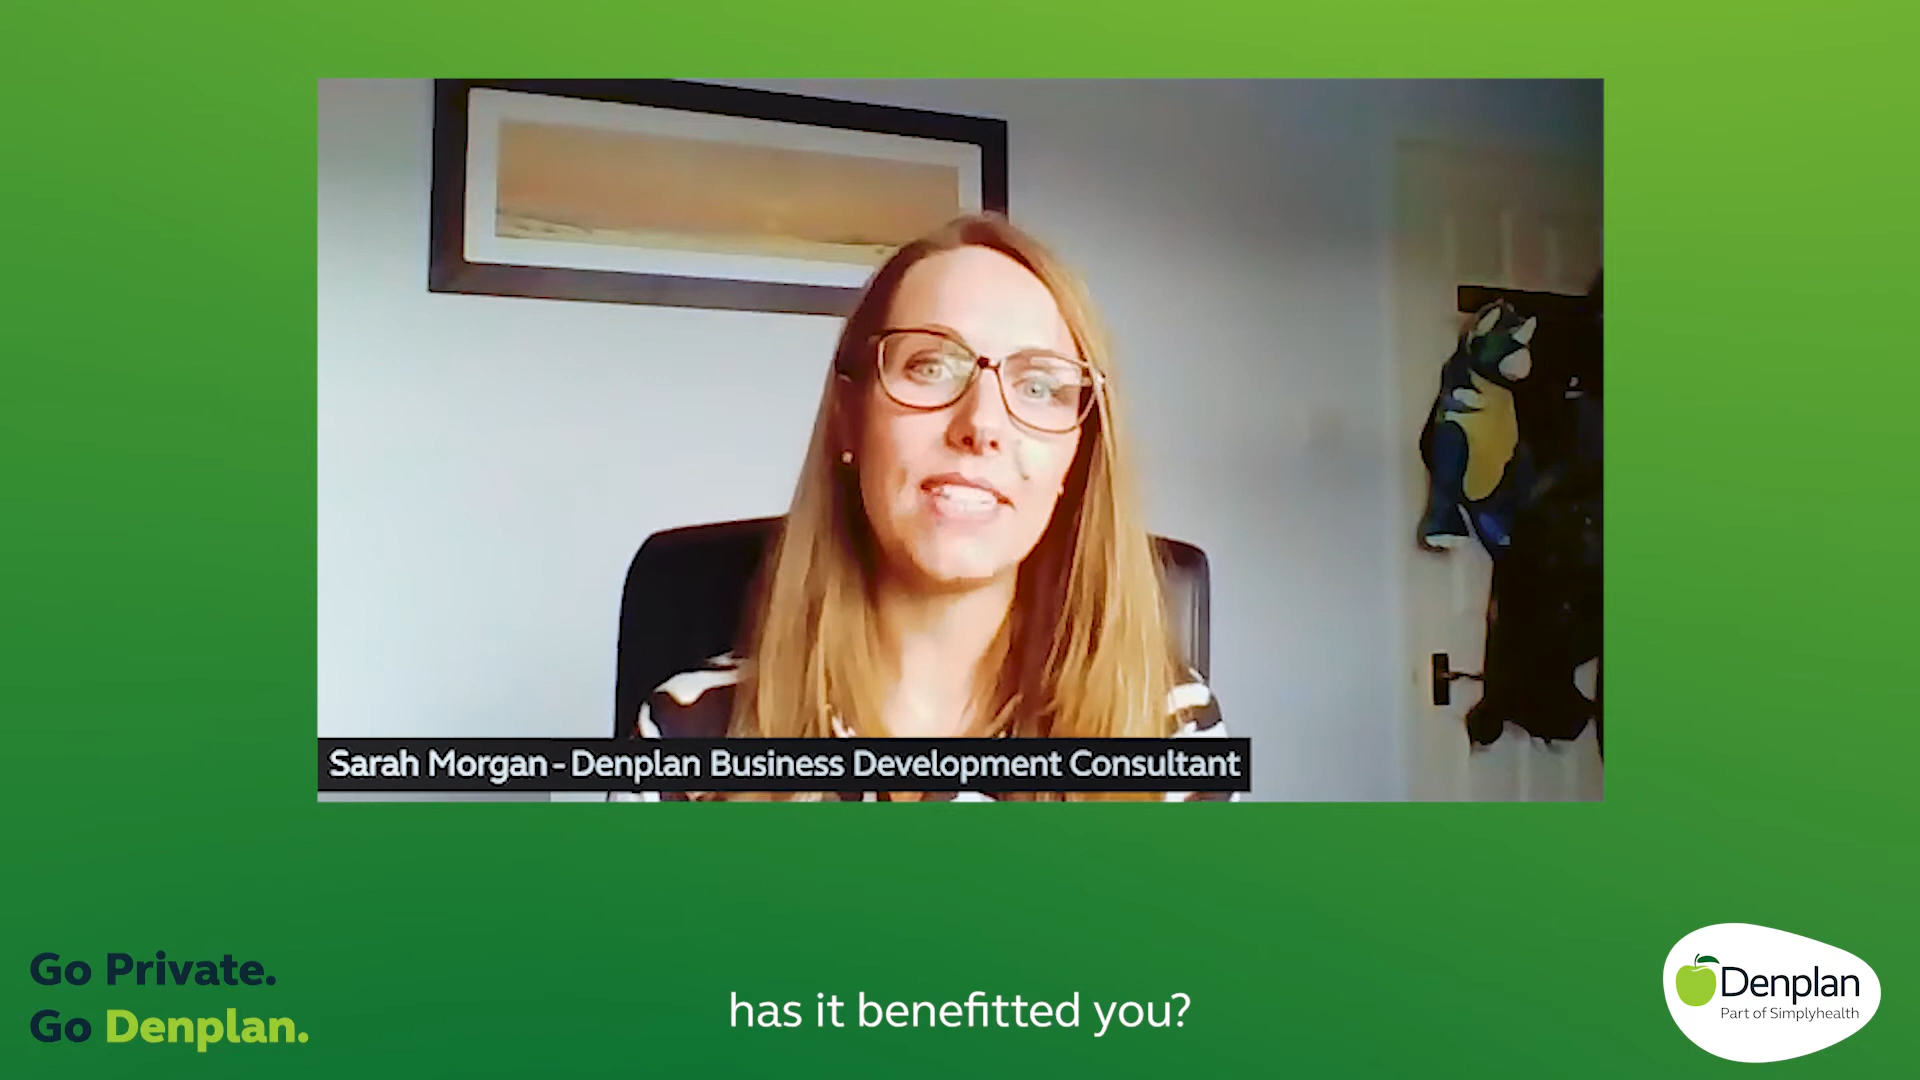 Sarah Morgan - Denplan Business Development Consultant
Go Private.
Go Denplan.
has it benefitted you?
Denplan
Part of Simplyhealth